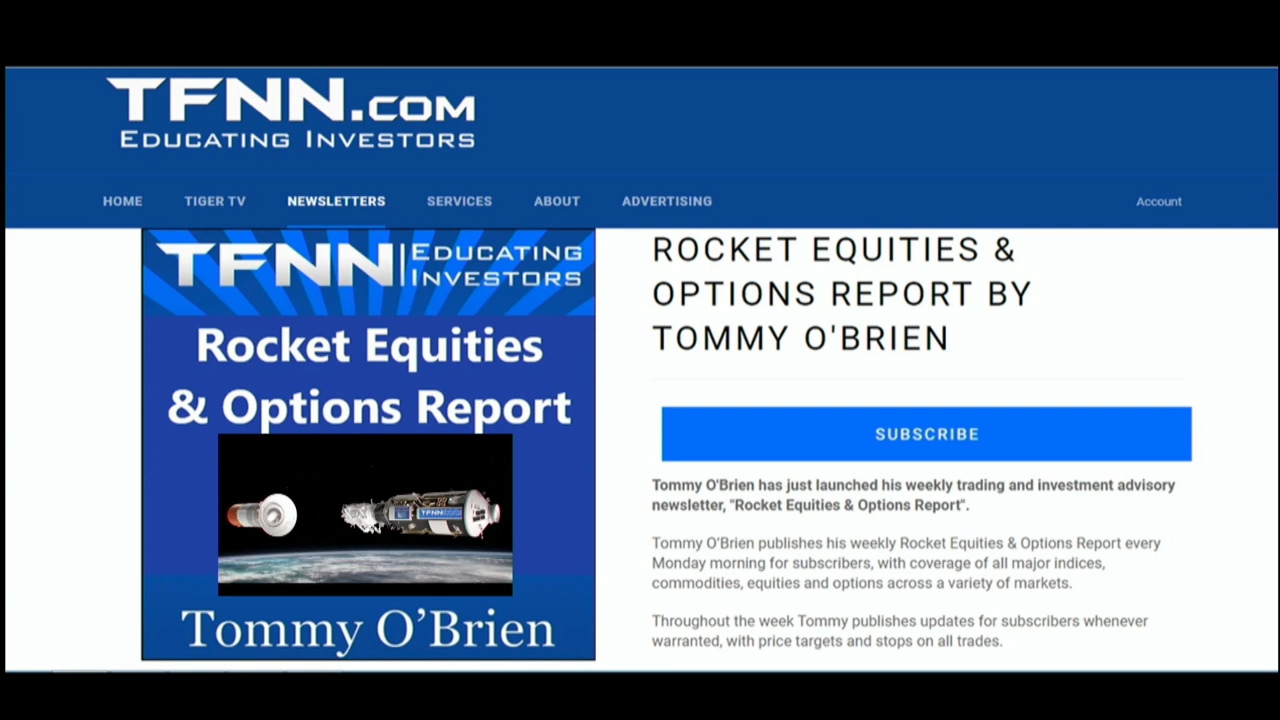 TFNN.COM
EDUCATING INVESTORS
HOME TIGER TV NEWSLETTERS SERVICES ABOUT ADVERTISING Account
TFNN | EDUCATING INVESTORS
Rocket Equities
& Options Report
TFNN
Tommy O’Brien
ROCKET EQUITIES &
OPTIONS REPORT BY
TOMMY O'BRIEN
SUBSCRIBE
Tommy O'Brien has just launched his weekly trading and investment advisory
newsletter, "Rocket Equities & Options Report".
Tommy O’Brien publishes his weekly Rocket Equities & Options Report every
Monday morning for subscribers, with coverage of all major indices,
commodities, equities and options across a variety of markets.
Throughout the week Tommy publishes updates for subscribers whenever
warranted, with price targets and stops on all trades.